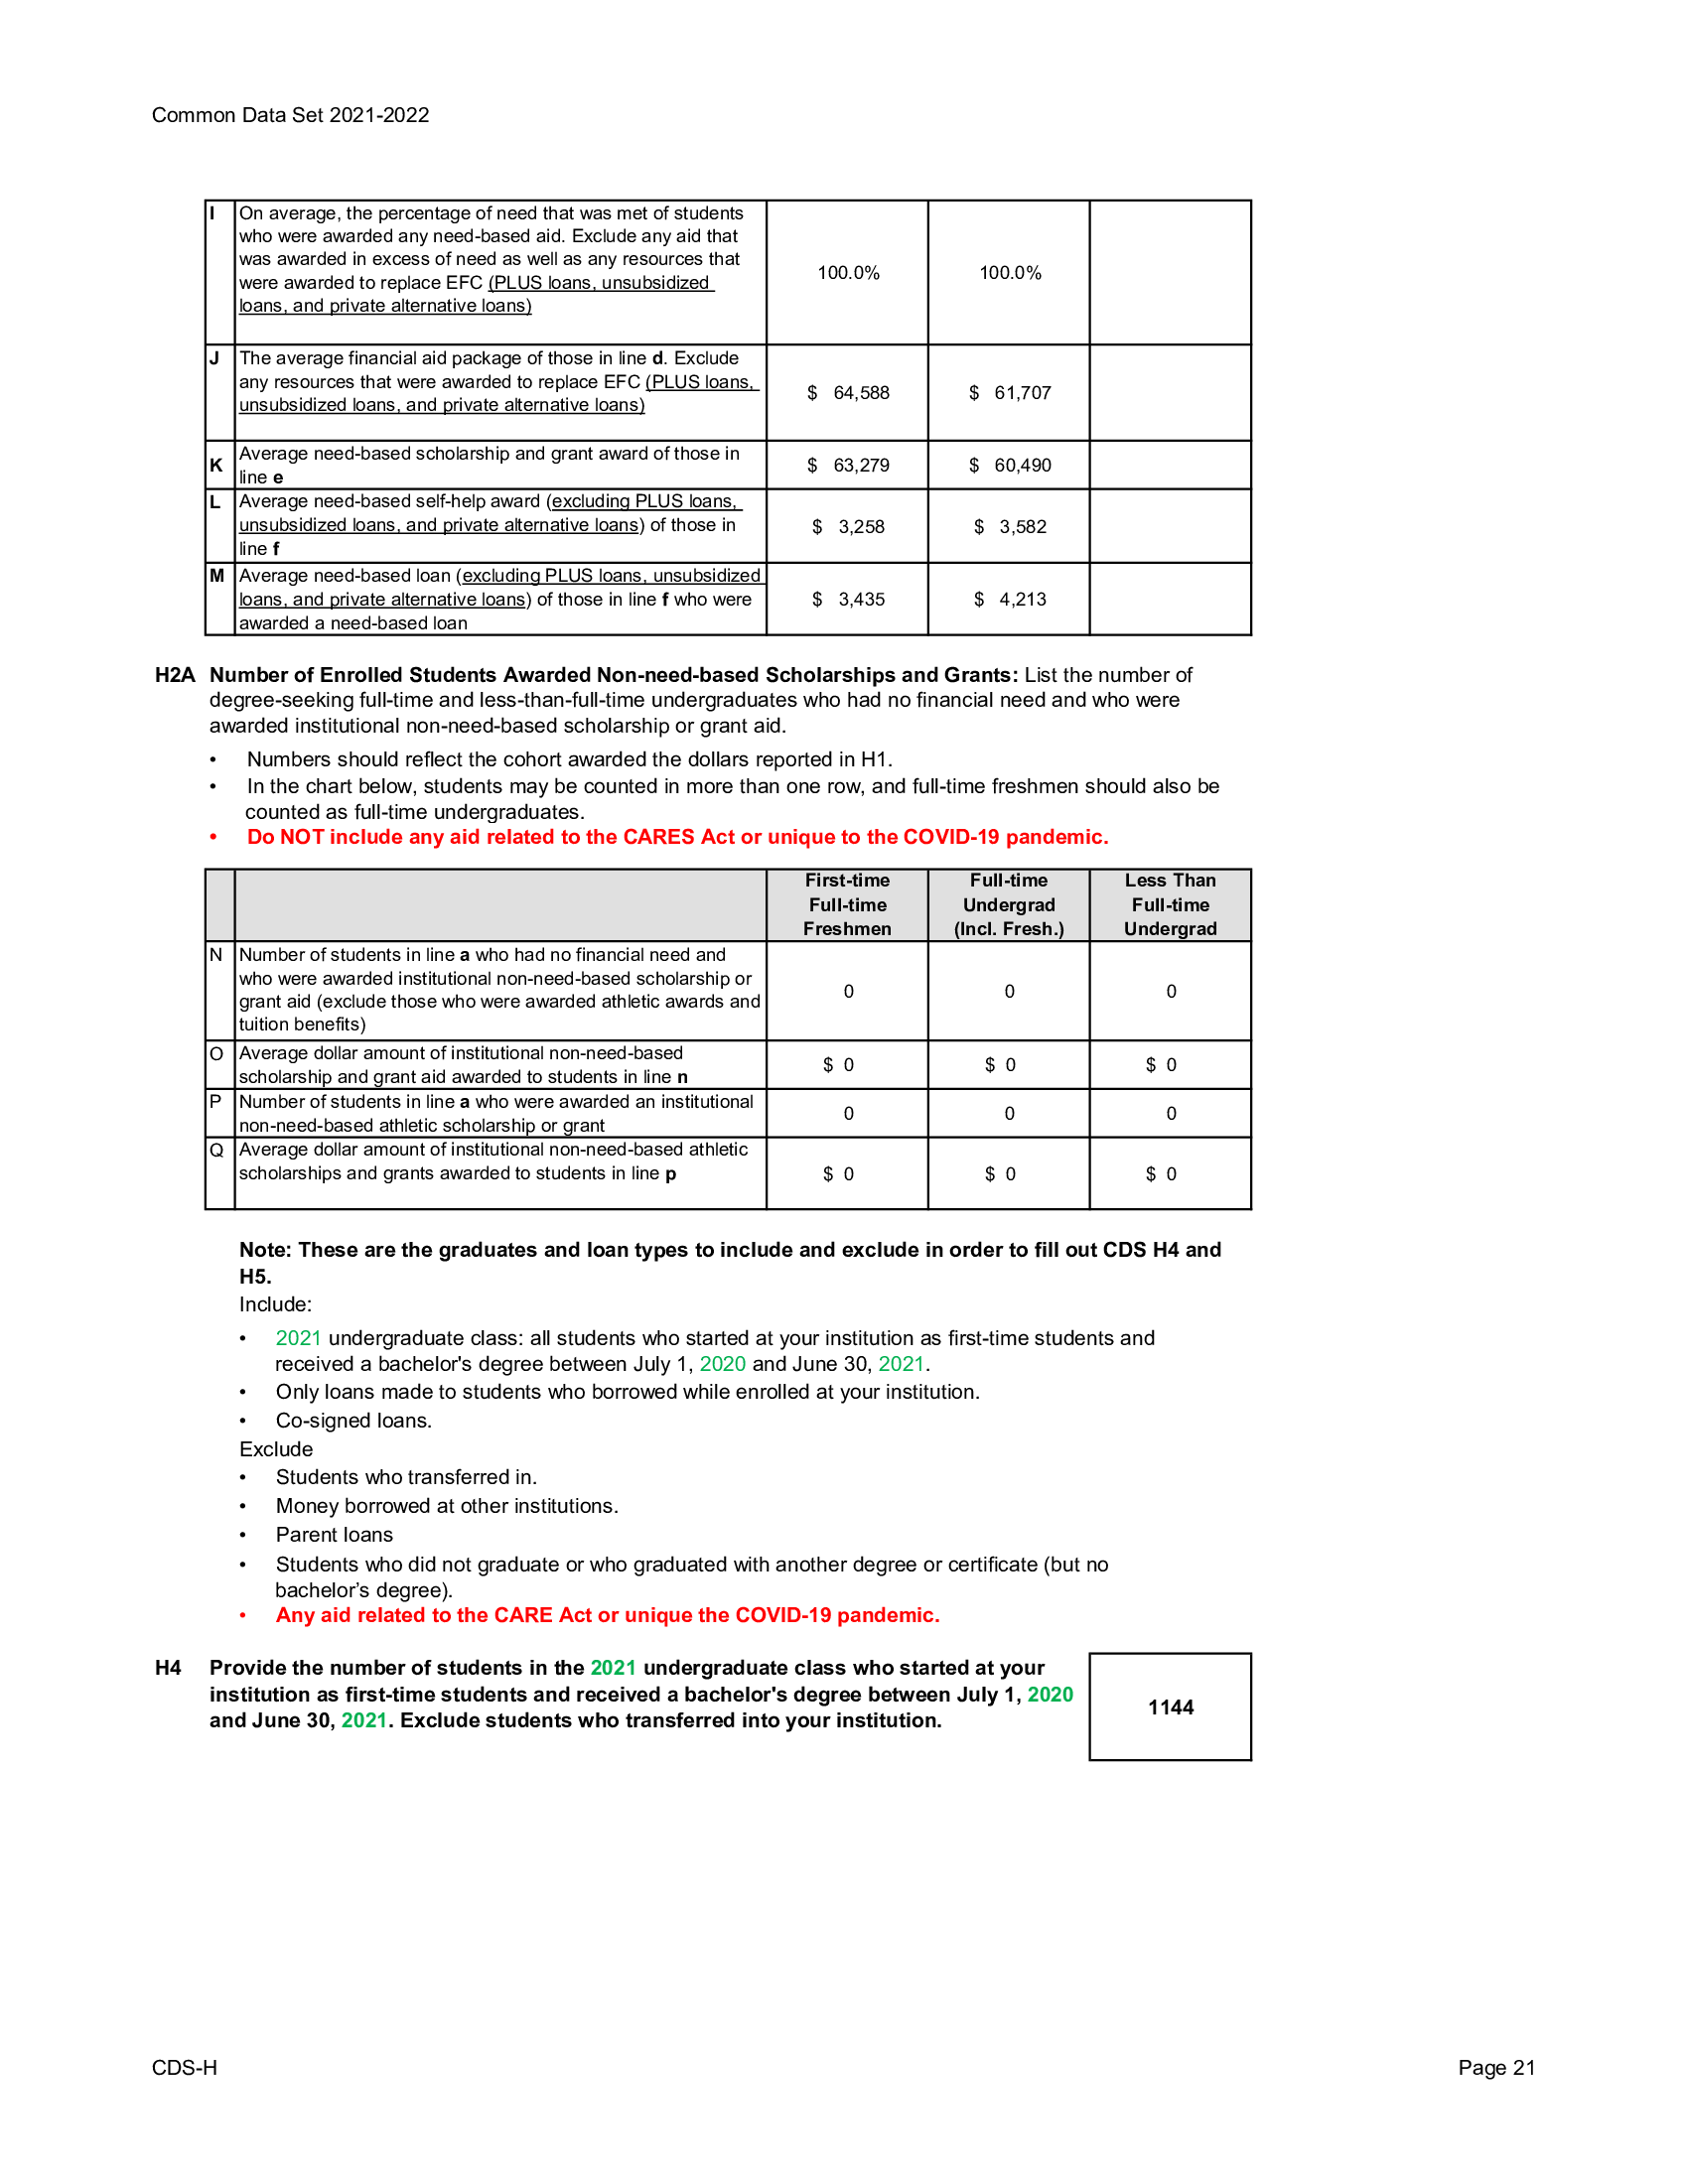 Common Data Set 2021-2022
I On average, the percentage of need that was met of students
who were awarded any need-based aid. Exclude any aid that
was awarded in excess of need as well as any resources that
were awarded to replace EFC (PLUS loans, unsubsidized
loans, and private alternative loans)
100.0% 100.0%
J The average financial aid package of those in line d. Exclude
any resources that were awarded to replace EFC (PLUS loans,
unsubsidized loans, and private alternative loans)
$ 64,588 $ 61,707
K Average need-based scholarship and grant award of those in
line e
$ 63,279 $ 60,490
L Average need-based self-help award (excluding PLUS loans,
unsubsidized loans, and private alternative loans) of those in
line f
$ 3,258 $ 3,582
M Average need-based loan (excluding PLUS loans, unsubsidized
loans, and private alternative loans) of those in line f who were
awarded a need-based loan
$ 3,435 $ 4,213
H2A Number of Enrolled Students Awarded Non-need-based Scholarships and Grants: List the number of
degree-seeking full-time and less-than-full-time undergraduates who had no financial need and who were
awarded institutional non-need-based scholarship or grant aid.
• Numbers should reflect the cohort awarded the dollars reported in H1.
• In the chart below, students may be counted in more than one row, and full-time freshmen should also be
counted as full-time undergraduates.
• Do NOT include any aid related to the CARES Act or unique to the COVID-19 pandemic.
First-time Full-time Less Than
Full-time Undergrad Full-time
Freshmen (Incl. Fresh.) Undergrad
N Number of students in line a who had no financial need and
who were awarded institutional non-need-based scholarship or
grant aid (exclude those who were awarded athletic awards and
tuition benefits)
0 0 0
O Average dollar amount of institutional non-need-based
scholarship and grant aid awarded to students in line n
$ 0 $ 0 $ 0
P Number of students in line a who were awarded an institutional
non-need-based athletic scholarship or grant
0 0 0
Q Average dollar amount of institutional non-need-based athletic
scholarships and grants awarded to students in line p
$ 0 $ 0 $ 0
Note: These are the graduates and loan types to include and exclude in order to fill out CDS H4 and
H5.
Include:
• 2021 undergraduate class: all students who started at your institution as first-time students and
received a bachelor's degree between July 1, 2020 and June 30, 2021.
• Only loans made to students who borrowed while enrolled at your institution.
• Co-signed loans.
Exclude
• Students who transferred in.
• Money borrowed at other institutions.
• Parent loans
• Students who did not graduate or who graduated with another degree or certificate (but no
bachelor’s degree).
• Any aid related to the CARE Act or unique the COVID-19 pandemic.
H4 Provide the number of students in the 2021 undergraduate class who started at your
institution as first-time students and received a bachelor's degree between July 1, 2020
and June 30, 2021. Exclude students who transferred into your institution.
1144
CDS-H Page 21